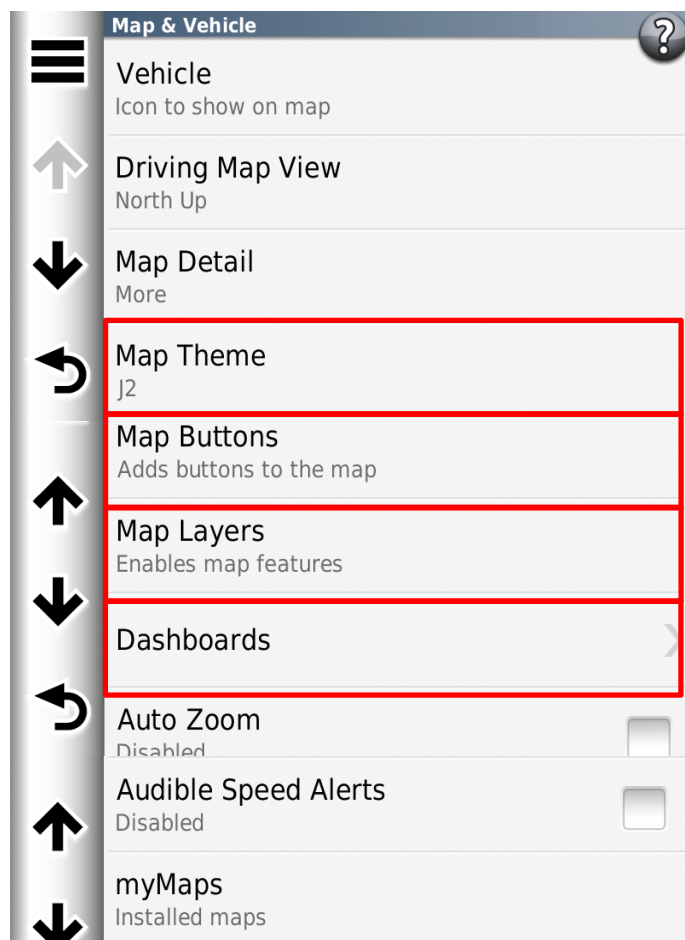 Map & Vehicle
?
Vehicle
Icon to show on map
Driving Map View
North Up
Map Detail
More
Map Theme
J2
Map Buttons
Adds buttons to the map
Map Layers
Enables map features
Dashboards
Auto Zoom
Disabled
Audible Speed Alerts
Disabled
myMaps
Installed maps